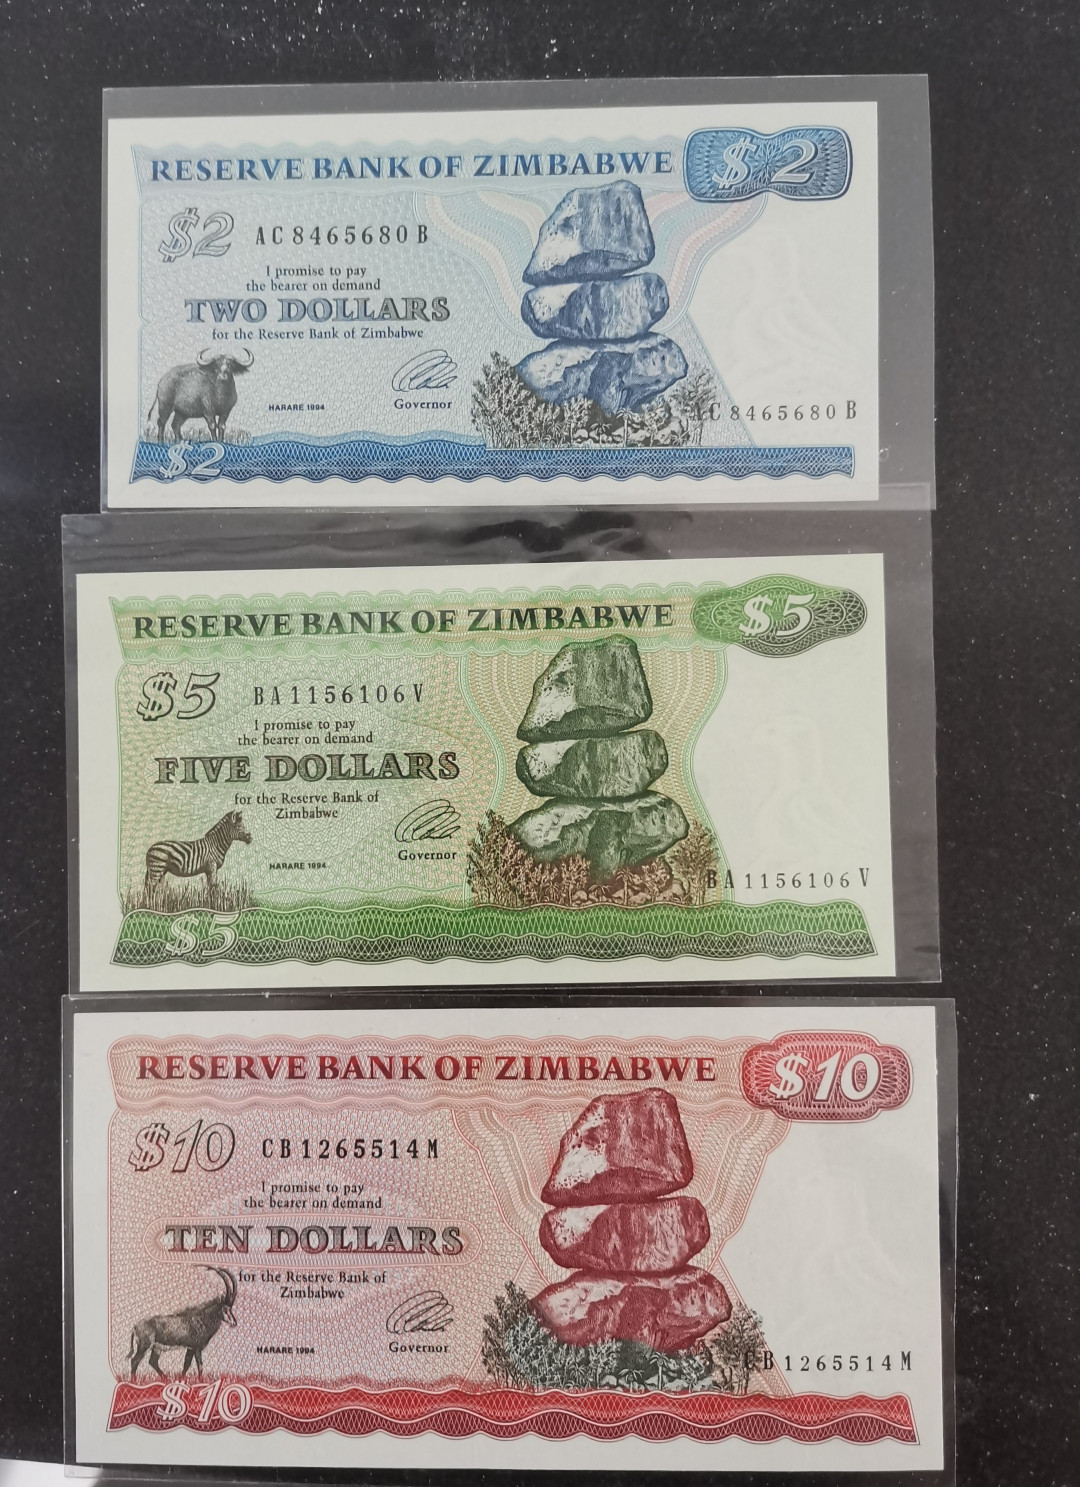 RESERVE BANK OF ZIMBABWE
$2
$2 AC8465680B
I promise to pay
the bearer on demand
TWO DOLLARS
for the Reserve Bank of Zimbabwe
HARARE 1994
Governor
AC8465680B
$2
RESERVE BANK OF ZIMBABWE
$5
$5 BA1156106V
I promise to pay
the bearer on demand
FIVE DOLLARS
for the Reserve Bank of
Zimbabwe
HARARE 1994
Governor
BA1156106V
$5
RESERVE BANK OF ZIMBABWE
$10
$10 CB1265514M
I promise to pay
the bearer on demand
TEN DOLLARS
for the Reserve Bank of
Zimbabwe
HARARE 1994
Governor
CB1265514M
$10